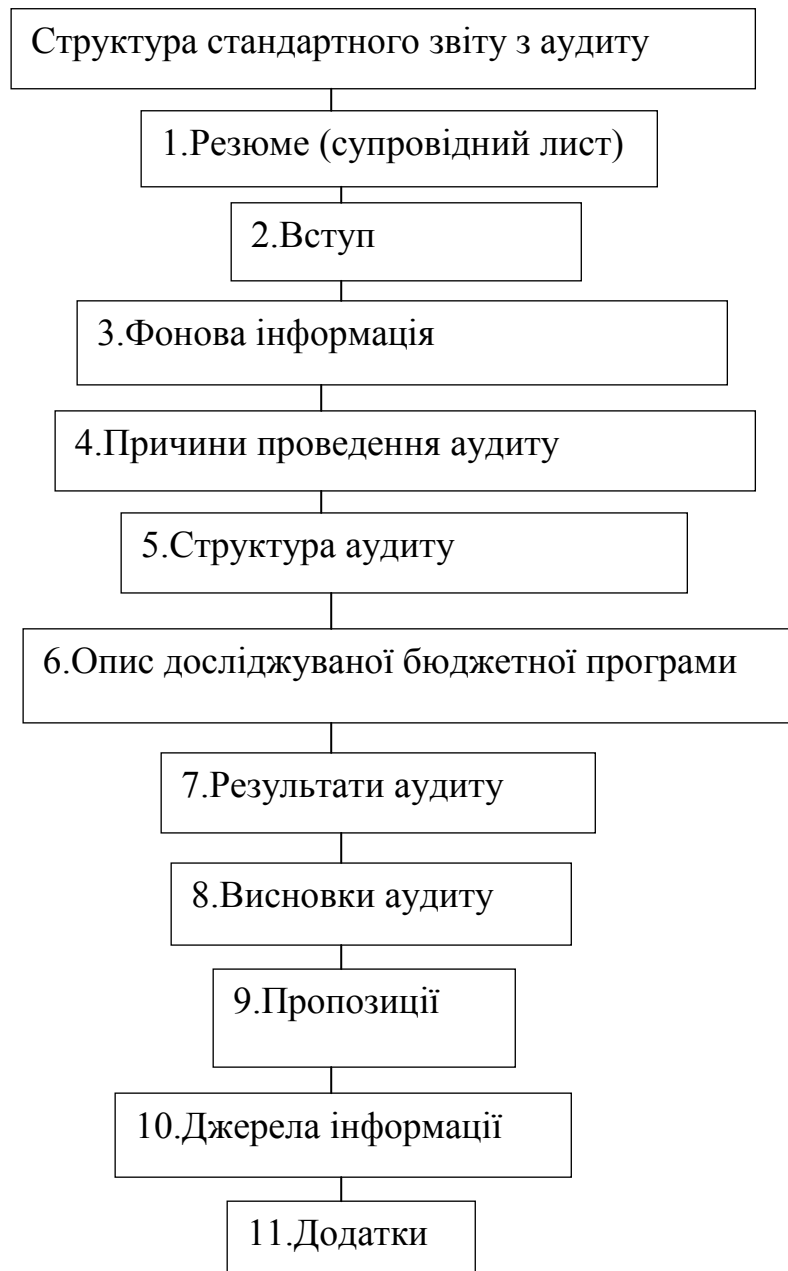 Структура стандартного звіту з аудиту
1.Резюме (супровідний лист)
2.Вступ
3.Фонова інформація
4.Причини проведення аудиту
5.Структура аудиту
6.Опис досліджуваної бюджетної програми
7.Результати аудиту
8.Висновки аудиту
9.Пропозиції
10.Джерела інформації
11.Додатки